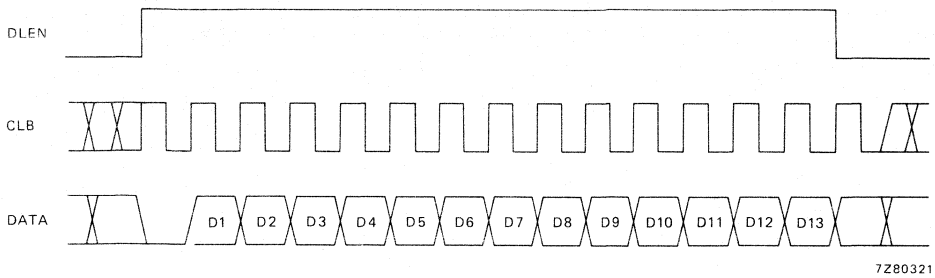 DLEN
CLB
DATA
D1 D2 D3 D4 D5 D6 D7 D8 D9 D10 D11 D12 D13
7Z80321